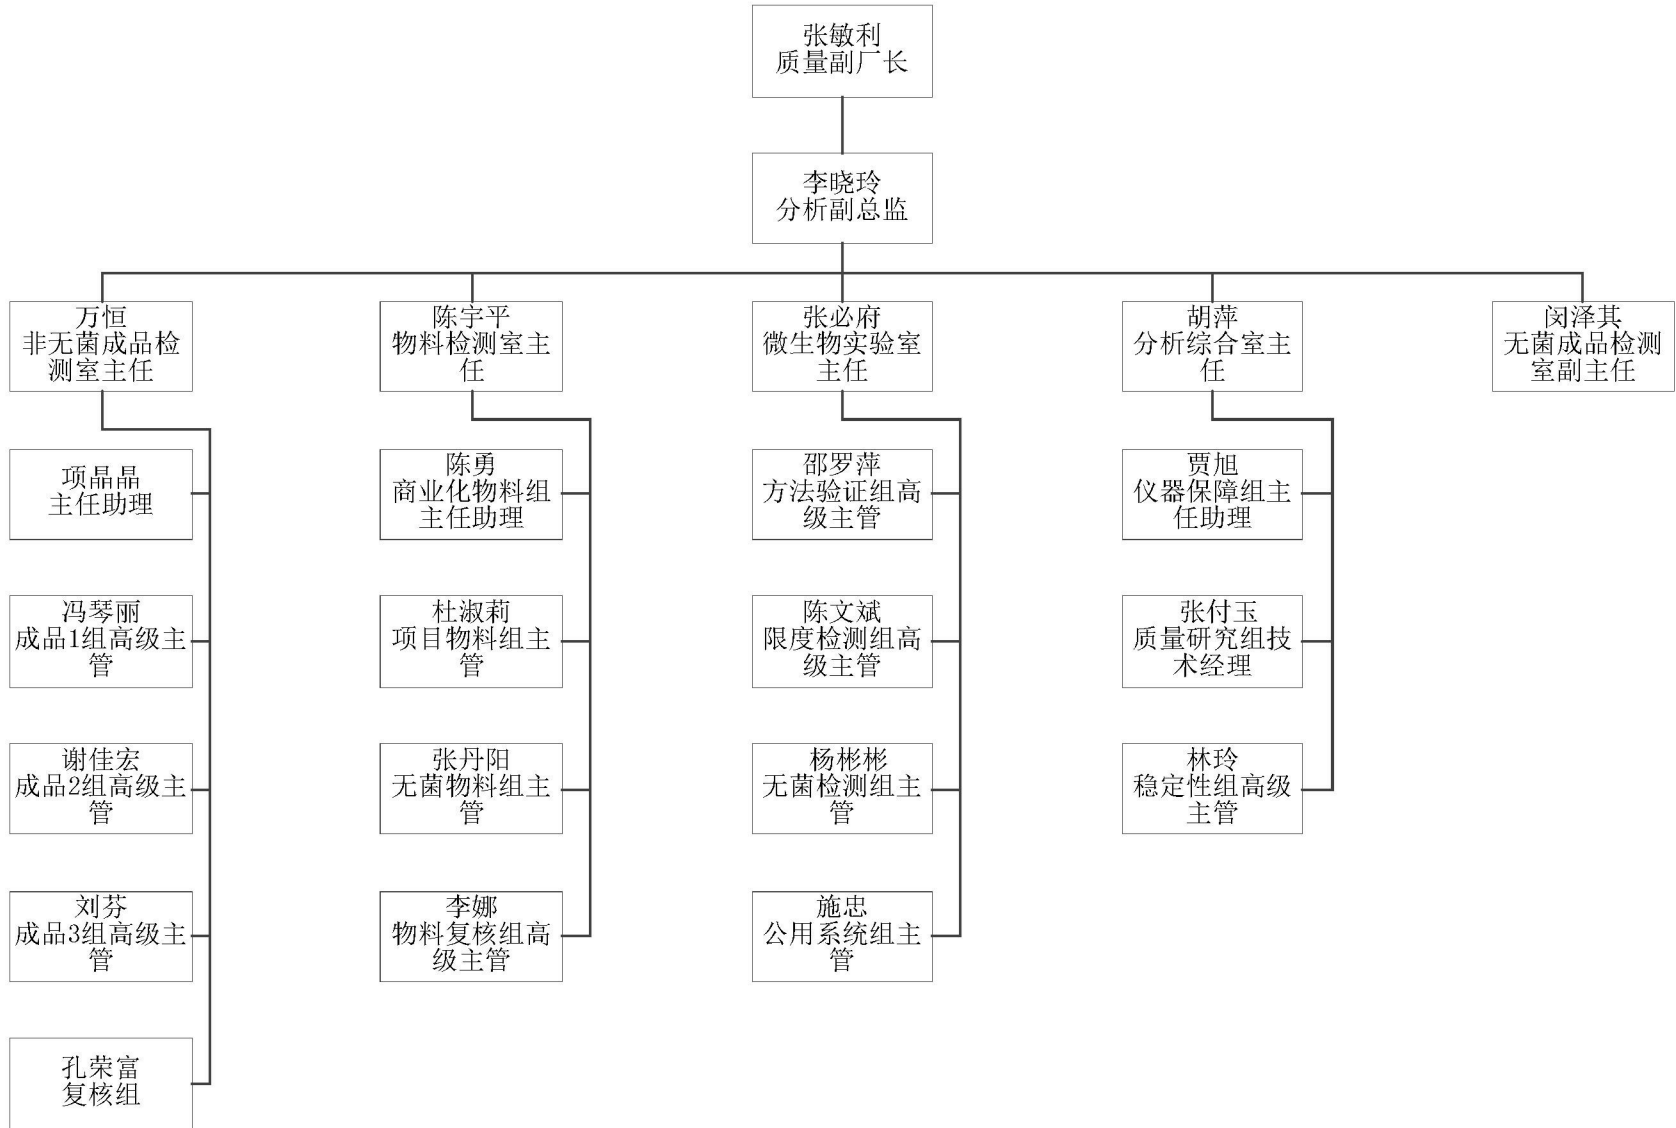 张敏利
质量副厂长
李晓玲
分析副总监
万恒
非无菌成品检
测室主任
陈宇平
物料检测室主
任
张必府
微生物实验室
主任
胡萍
分析综合室主
任
闵泽其
无菌成品检测
室副主任
项晶晶
主任助理
陈勇
商业化物料组
主任助理
邵罗萍
方法验证组高
级主管
贾旭
仪器保障组主
任助理
冯琴丽
成品1组高级主
管
杜淑莉
项目物料组主
管
陈文斌
限度检测组高
级主管
张付玉
质量研究组技
术经理
谢佳宏
成品2组高级主
管
张丹阳
无菌物料组主
管
杨彬彬
无菌检测组主
管
林玲
稳定性组高级
主管
刘芬
成品3组高级主
管
李娜
物料复核组高
级主管
施忠
公用系统组主
管
孔荣富
复核组